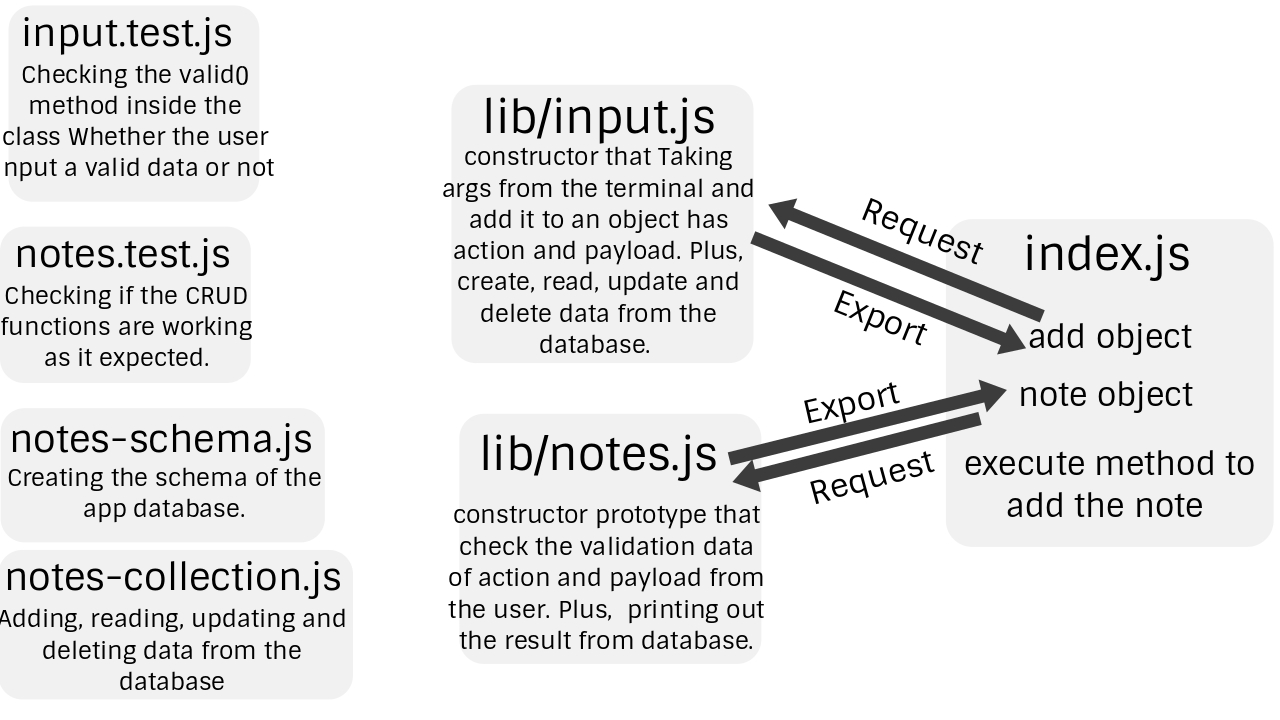 input.test.js
Checking the valid()
method inside the
class Whether the user
nput a valid data or not
notes.test.js
Checking if the CRUD
functions are working
as it expected.
notes-schema.js
Creating the schema of the
app database.
notes-collection.js
Adding, reading, updating and
deleting data from the
database
lib/input.js
constructor that Taking
args from the terminal and
add it to an object has
action and payload. Plus,
create, read, update and
delete data from the
database.
lib/notes.js
constructor prototype that
check the validation data
of action and payload from
the user. Plus, printing out
the result from database.
Request
Export
Export
Request
index.js
add object
note object
execute method to
add the note